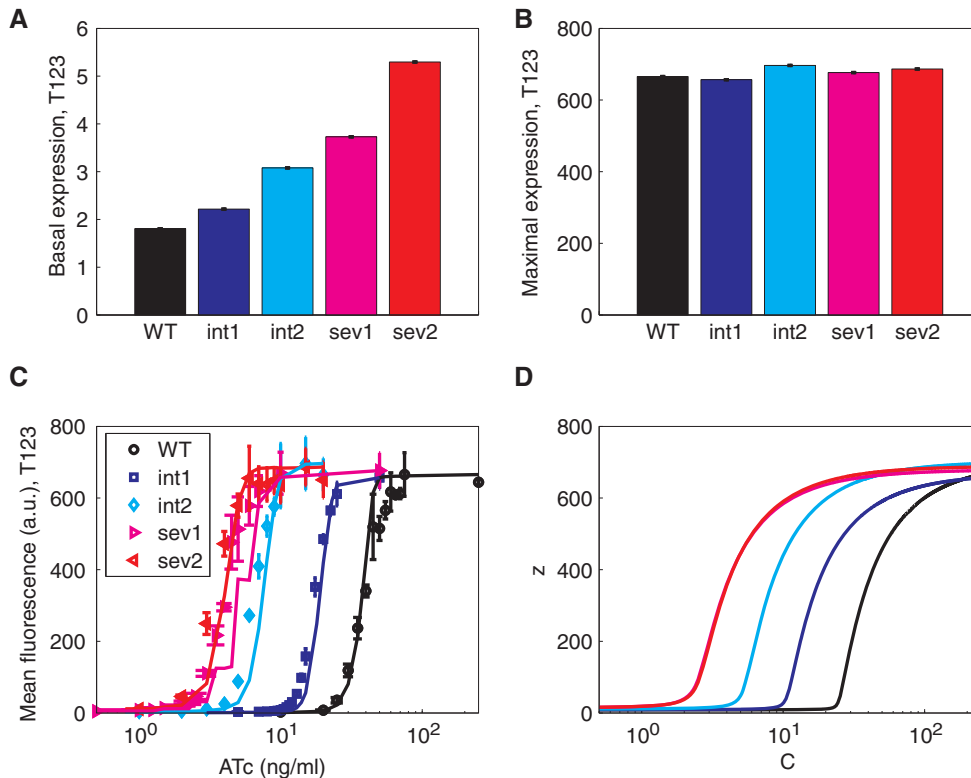 A
Basal expression, T123
6
5
4
3
2
1
0
WT int1 int2 sev1 sev2
B
Maximal expression, T123
800
600
400
200
0
WT int1 int2 sev1 sev2
C
Mean fluorescence (a.u.), T123
800
600
400
200
0
WT
int1
int2
sev1
sev2
10^0 10^1 10^2
ATc (ng/ml)
D
z
800
600
400
200
0
10^0 10^1 10^2
C